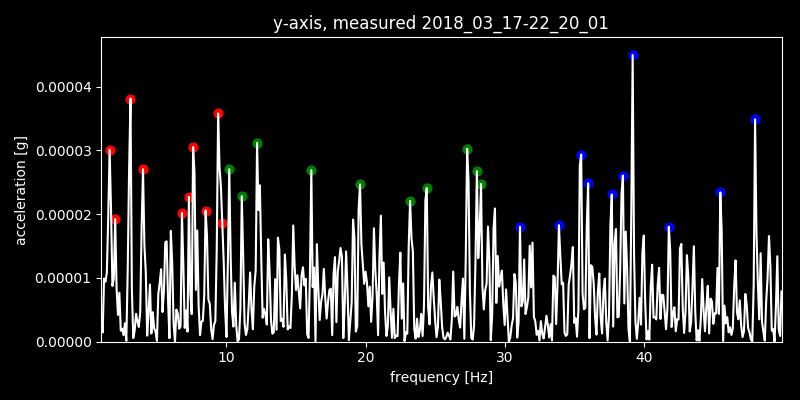 y-axis, measured 2018_03_17-22_20_01
acceleration [g]
0.00004
0.00003
0.00002
0.00001
0.00000
10 20 30 40
frequency [Hz]